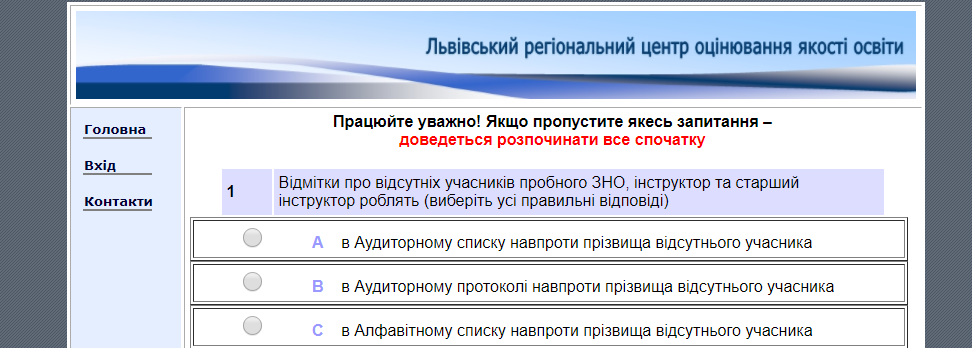 Львівський регіональний центр оцінювання якості освіти
Головна
Вхід
Контакти
Працюйте уважно! Якщо пропустите якесь запитання –
доведеться розпочинати все спочатку
1
Відмітки про відсутніх учасників пробного ЗНО, інструктор та старший
інструктор роблять (виберіть усі правильні відповіді)
A в Аудиторному списку навпроти прізвища відсутнього учасника
B в Аудиторному протоколі навпроти прізвища відсутнього учасника
C в Алфавітному списку навпроти прізвища відсутнього учасника